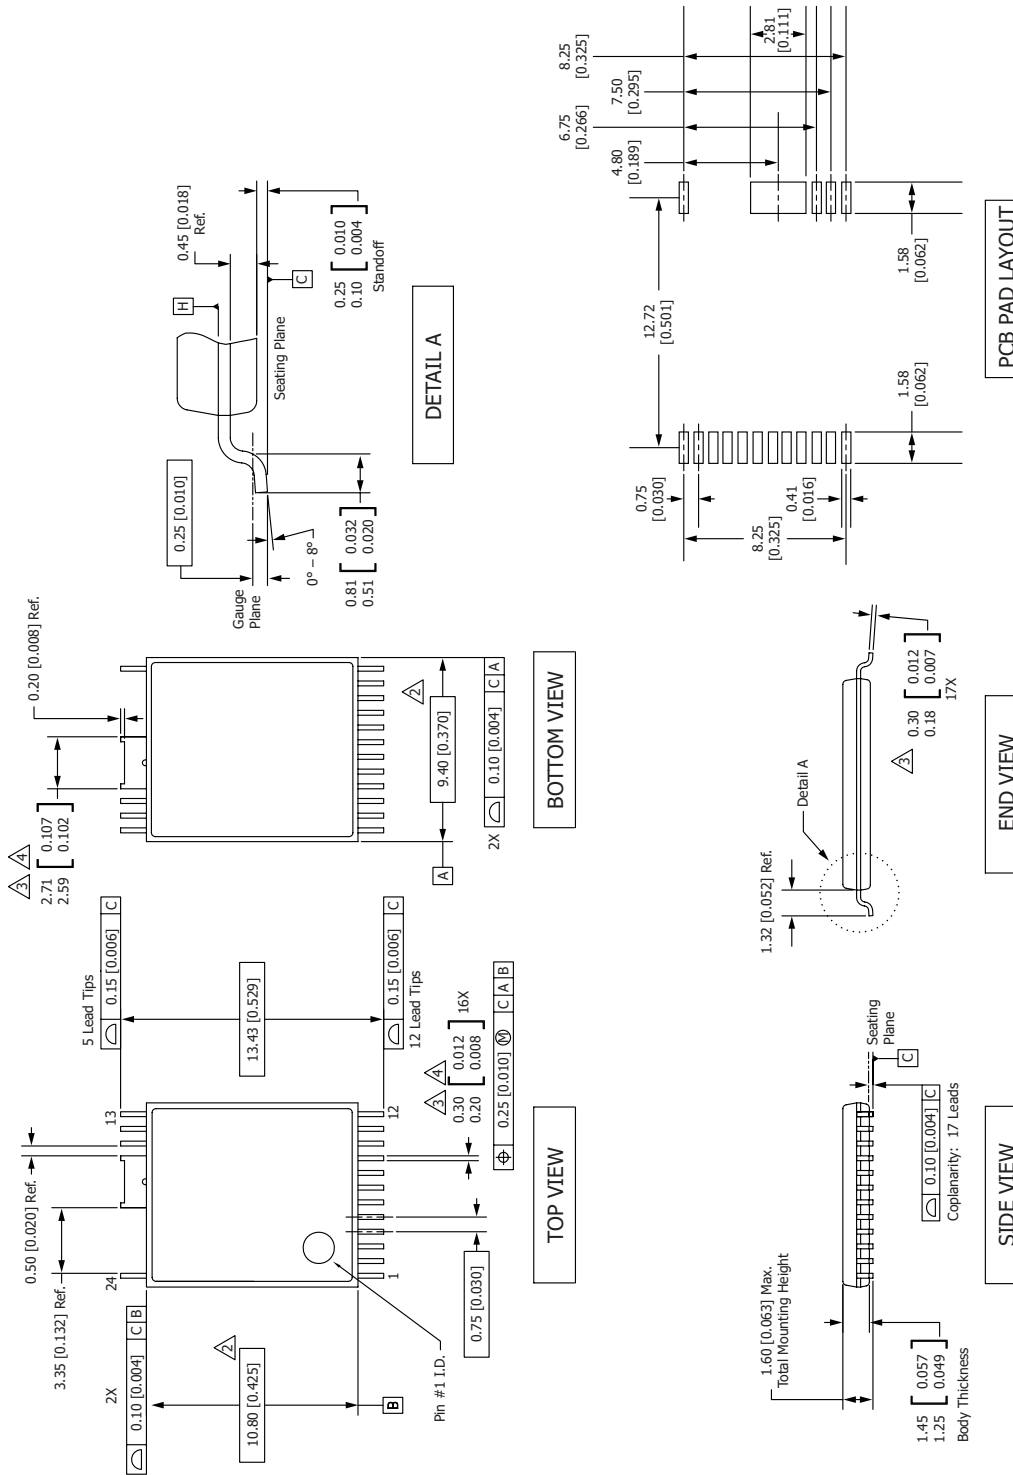 2X
0.10 [0.004] C B
3.35 [0.132] Ref.
0.50 [0.020] Ref.
24
13
5 Lead Tips
0.15 [0.006] C
2
10.80 [0.425]
13.43 [0.529]
B
Pin #1 I.D.
1
12
0.15 [0.006] C
12 Lead Tips
0.75 [0.030]
3 4
0.30 [0.012] 16X
0.20 [0.008]
0.25 [0.010] M C A B
TOP VIEW
3 4
2.71 [0.107]
2.59 [0.102]
0.20 [0.008] Ref.
A
9.40 [0.370]
2
2X
0.10 [0.004] C A
BOTTOM VIEW
Gauge
Plane
0.25 [0.010]
H
0.45 [0.018]
Ref.
0° – 8°
Seating Plane
C
0.81 [0.032]
0.51 [0.020]
0.25 [0.010]
0.10 [0.004]
Standoff
DETAIL A
1.60 [0.063] Max.
Total Mounting Height
1.45 [0.057]
1.25 [0.049]
Body Thickness
Seating
Plane
C
0.10 [0.004] C
Coplanarity: 17 Leads
SIDE VIEW
1.32 [0.052] Ref.
Detail A
3
0.30 [0.012]
0.18 [0.007]
17X
END VIEW
4.80
[0.189]
6.75
[0.266]
7.50
[0.295]
8.25
[0.325]
2.81
[0.111]
0.75
[0.030]
12.72
[0.501]
8.25
[0.325]
0.41
[0.016]
1.58
[0.062]
1.58
[0.062]
PCB PAD LAYOUT